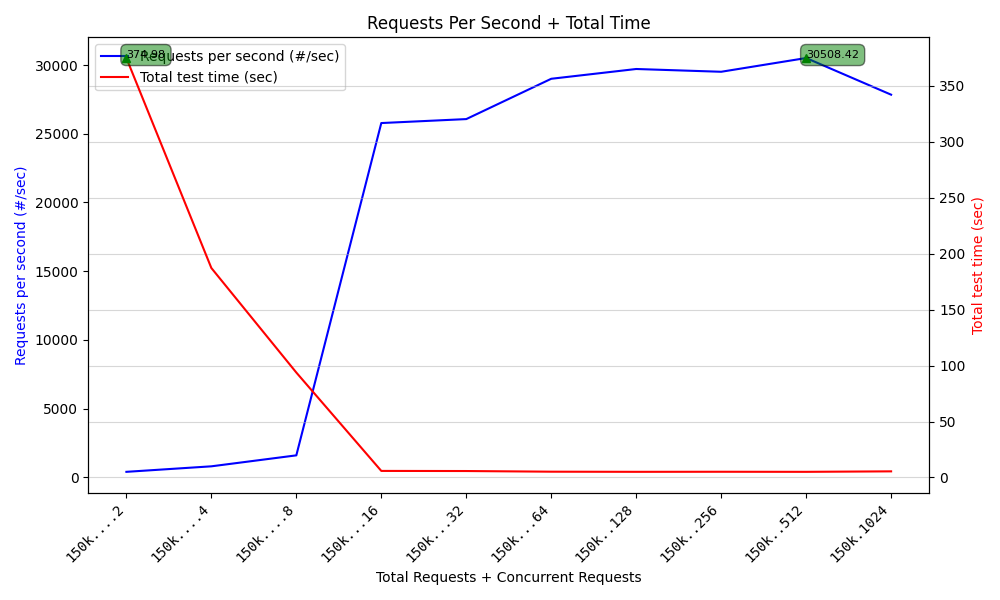 Requests Per Second + Total Time
374.98
Requests per second (#/sec)
Total test time (sec)
30508.42
30000
25000
20000
15000
10000
5000
0
Requests per second (#/sec)
350
300
250
200
150
100
50
0
Total test time (sec)
150k....2
150k....4
150k....8
150k...16
150k...32
150k...64
150k..128
150k..256
150k..512
150k.1024
Total Requests + Concurrent Requests